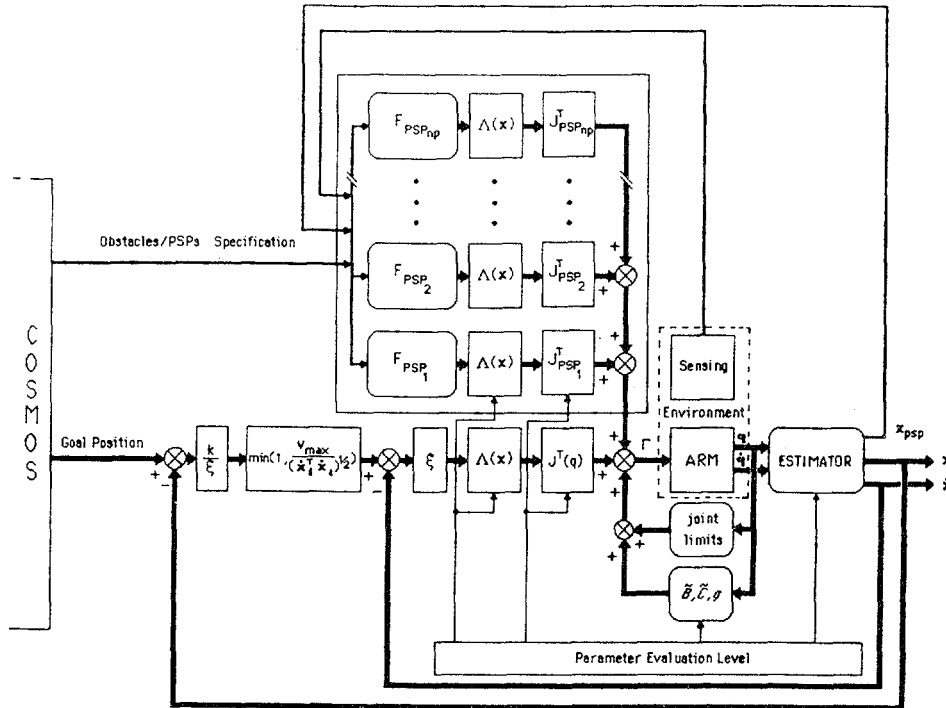 F_PSP_np
Λ(x)
J^T_PSP_np
Obstacles/PSPs Specification
F_PSP_2
Λ(x)
J^T_PSP_2
+
+
F_PSP_1
Λ(x)
J^T_PSP_1
+
+
Sensing
Environment
COSMOS
Goal Position
+
-
k/ξ
min(1, V_max/(ẋ_d^T ẋ_d)^½)
+
-
ξ
Λ(x)
J^T(q)
+
+
+
Γ
ARM
q
q̇
ESTIMATOR
x_psp
x
ẋ
joint
limits
+
+
B̃, C̃, g
Parameter Evaluation Level